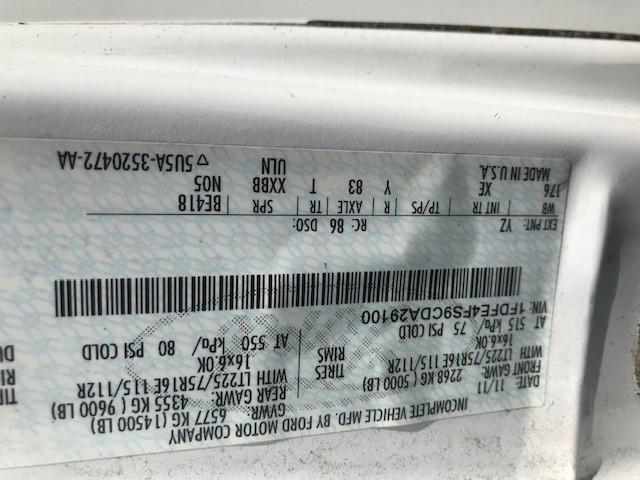 INCOMPLETE VEHICLE MFD. BY FORD MOTOR COMPANY
DATE: 11/11 GVWR: 6577 KG (14500 LB)
FRONT GAWR: 2268 KG (5000 LB) REAR GAWR: 4355 KG (9600 LB)
WITH LT225/75R16E 115/112R TIRES WITH LT225/75R16E 115/112R TIRE
16x6.0K RIMS 16x6.0K RI
AT 515 kPa/ 75 PSI COLD AT 550 kPa/ 80 PSI COLD DU
VIN: 1FDFE4FS9CDA29100
EXT PNT: YZ RC: 86 DSO:
WB INT TR TP/PS R AXLE TR SPR BE418
176 XE Y 83 T XXBB N05
MADE IN U.S.A. ULN 5U5A-3520472-AA